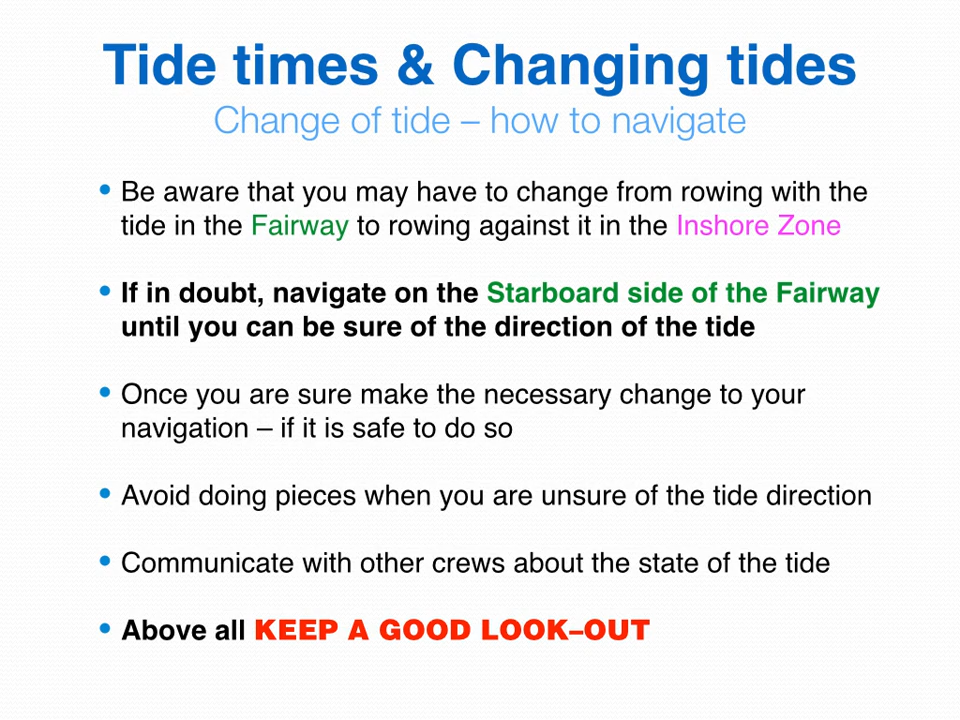 Tide times & Changing tides
Change of tide – how to navigate
• Be aware that you may have to change from rowing with the
tide in the Fairway to rowing against it in the Inshore Zone
• If in doubt, navigate on the Starboard side of the Fairway
until you can be sure of the direction of the tide
• Once you are sure make the necessary change to your
navigation – if it is safe to do so
• Avoid doing pieces when you are unsure of the tide direction
• Communicate with other crews about the state of the tide
• Above all KEEP A GOOD LOOK–OUT